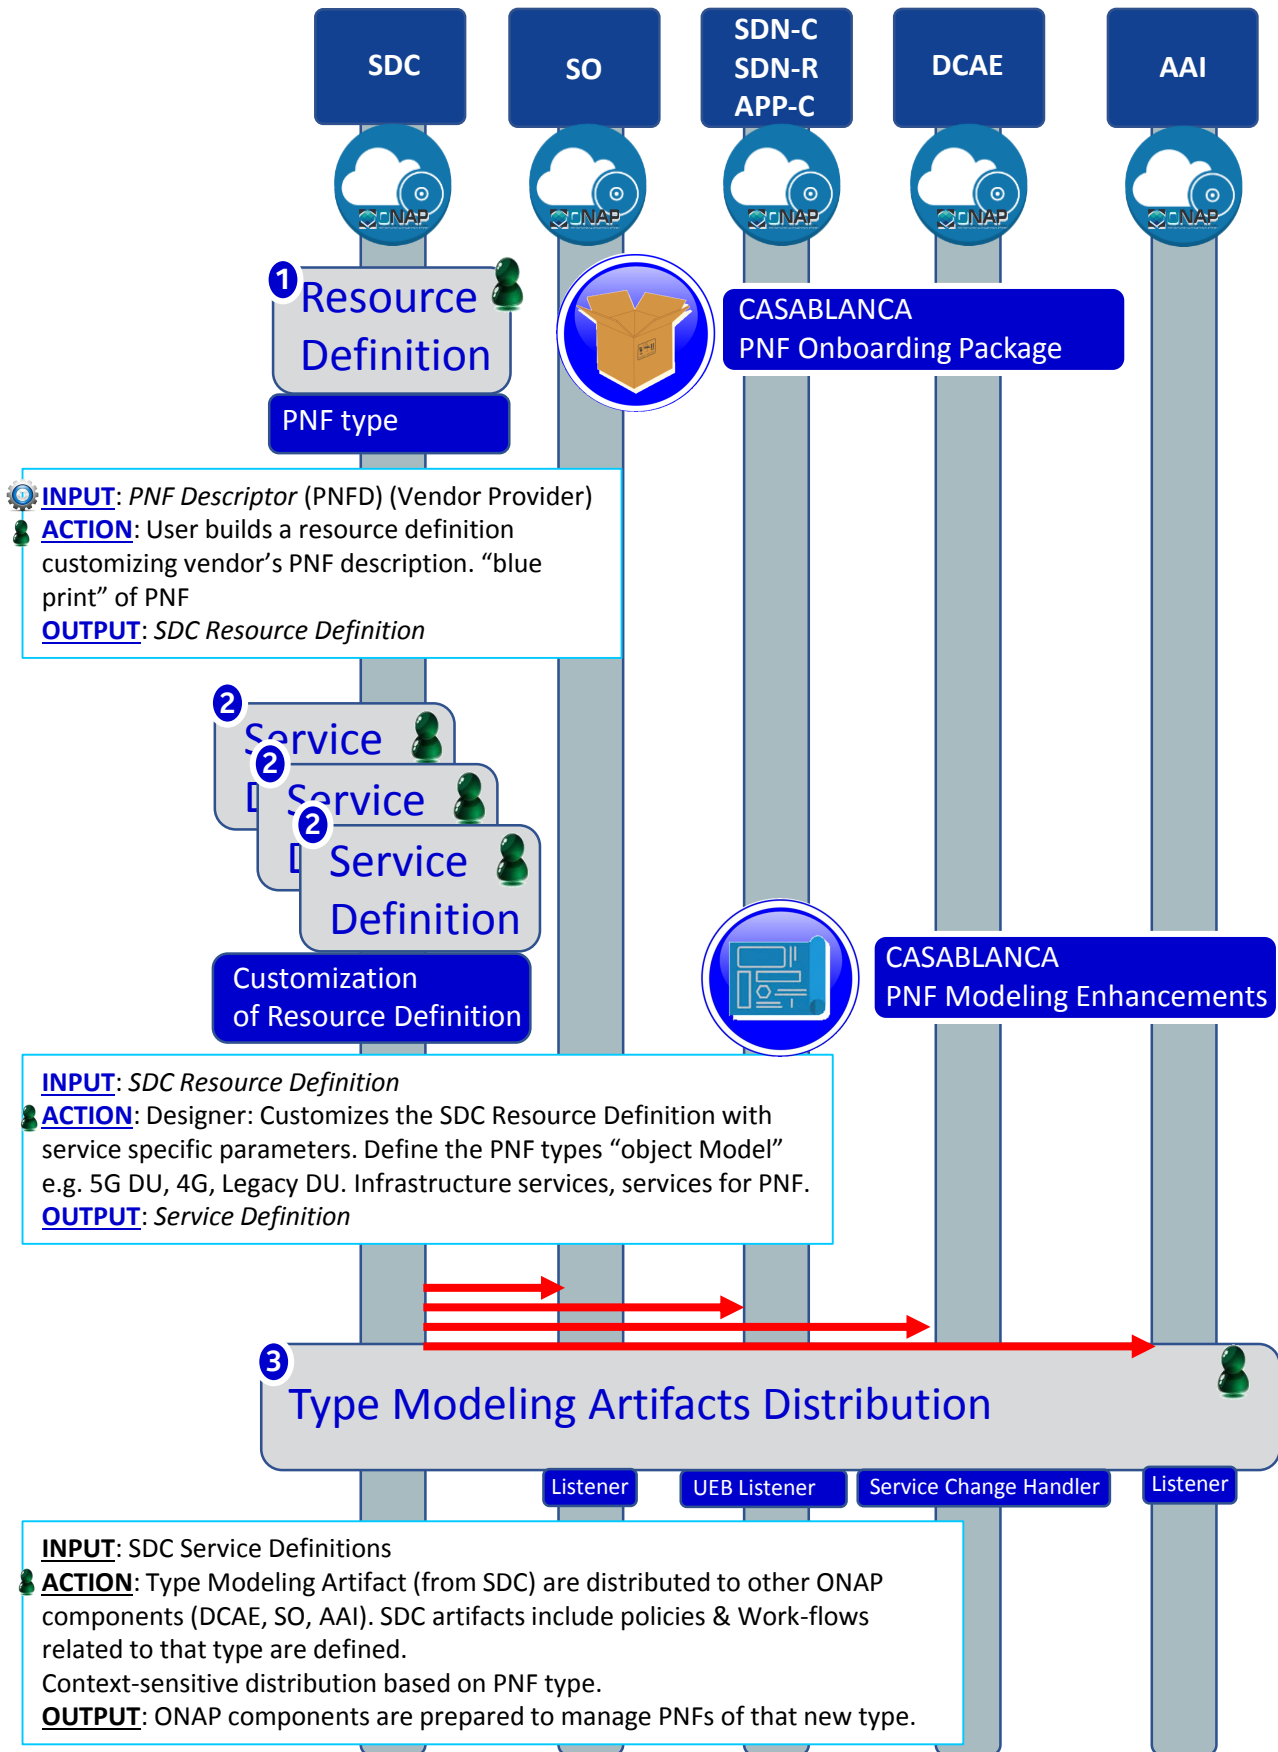 SDC
SO
SDN-C
SDN-R
APP-C
DCAE
AAI
ONAP
ONAP
ONAP
ONAP
ONAP
1
Resource
Definition
PNF type
CASABLANCA
PNF Onboarding Package
INPUT: PNF Descriptor (PNFD) (Vendor Provider)
ACTION: User builds a resource definition
customizing vendor’s PNF description. “blue
print” of PNF
OUTPUT: SDC Resource Definition
2
Service
D
2
Service
D
2
Service
Definition
Customization
of Resource Definition
CASABLANCA
PNF Modeling Enhancements
INPUT: SDC Resource Definition
ACTION: Designer: Customizes the SDC Resource Definition with
service specific parameters. Define the PNF types “object Model”
e.g. 5G DU, 4G, Legacy DU. Infrastructure services, services for PNF.
OUTPUT: Service Definition
3
Type Modeling Artifacts Distribution
Listener
UEB Listener
Service Change Handler
Listener
INPUT: SDC Service Definitions
ACTION: Type Modeling Artifact (from SDC) are distributed to other ONAP
components (DCAE, SO, AAI). SDC artifacts include policies & Work-flows
related to that type are defined.
Context-sensitive distribution based on PNF type.
OUTPUT: ONAP components are prepared to manage PNFs of that new type.